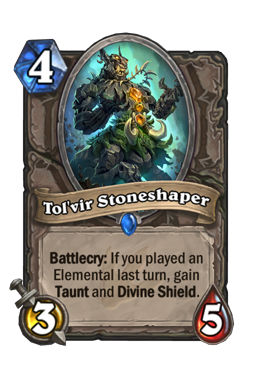 4
Tol'vir Stoneshaper
Battlecry: If you played an
Elemental last turn, gain
Taunt and Divine Shield.
3
5